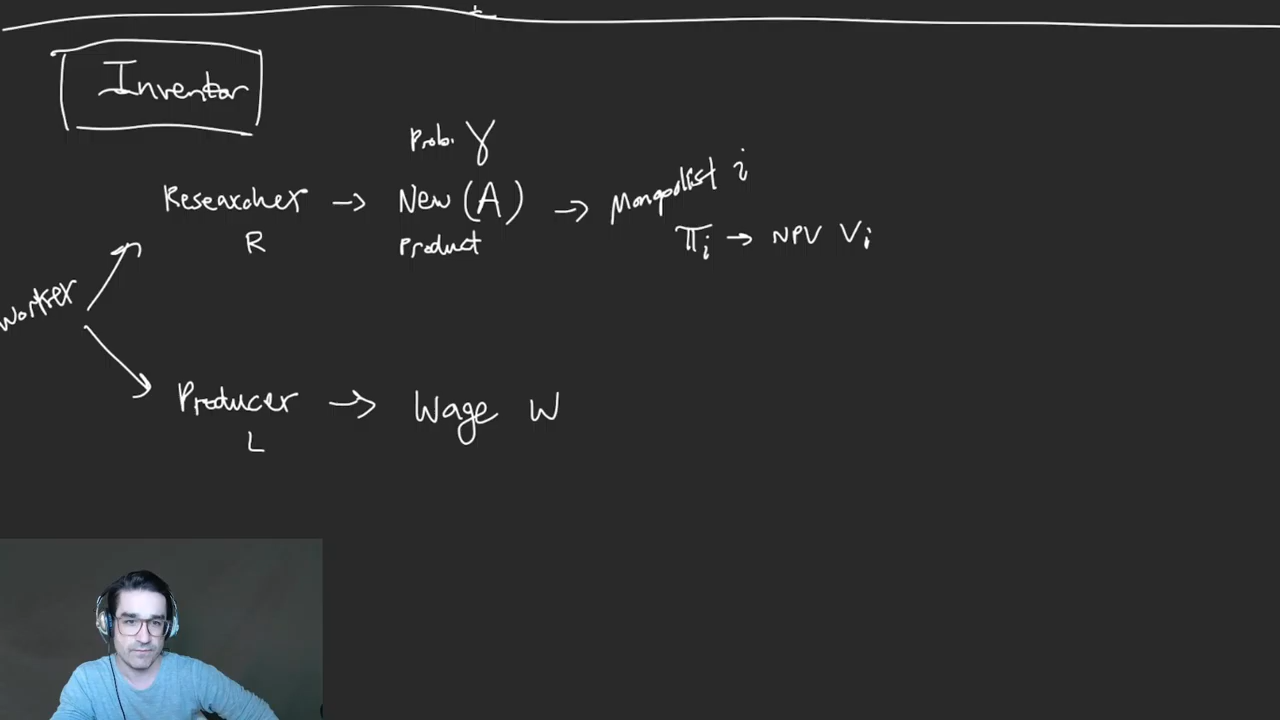 Inventor
Prob. γ
Researcher → New (A) → Monopolist i
R Product πi → NPV Vi
Worker
Producer → Wage W
L